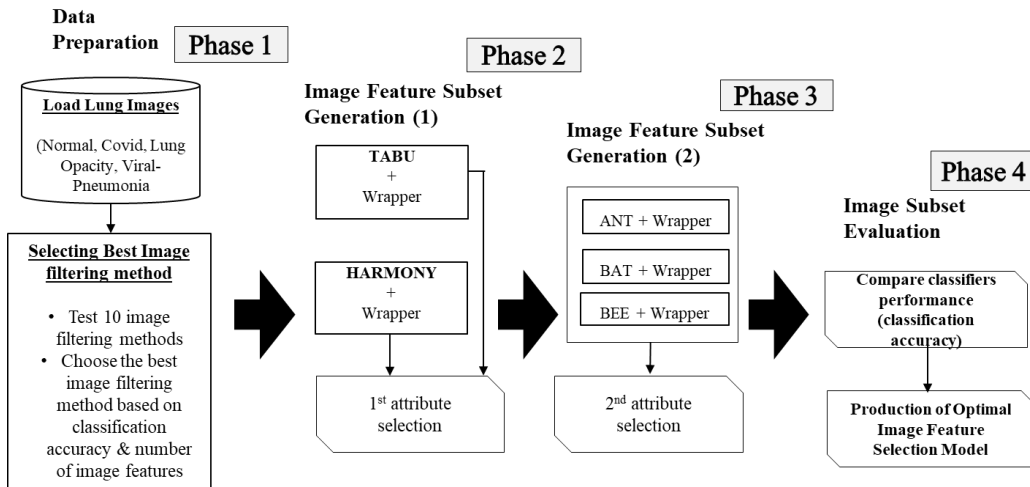 Data
Preparation
Phase 1
Load Lung Images
(Normal, Covid, Lung
Opacity, Viral-
Pneumonia
Selecting Best Image
filtering method
• Test 10 image
filtering methods
• Choose the best
image filtering
method based on
classification
accuracy & number
of image features
Phase 2
Image Feature Subset
Generation (1)
TABU
+
Wrapper
HARMONY
+
Wrapper
1st attribute
selection
Phase 3
Image Feature Subset
Generation (2)
ANT + Wrapper
BAT + Wrapper
BEE + Wrapper
2nd attribute
selection
Phase 4
Image Subset
Evaluation
Compare classifiers
performance
(classification
accuracy)
Production of Optimal
Image Feature
Selection Model